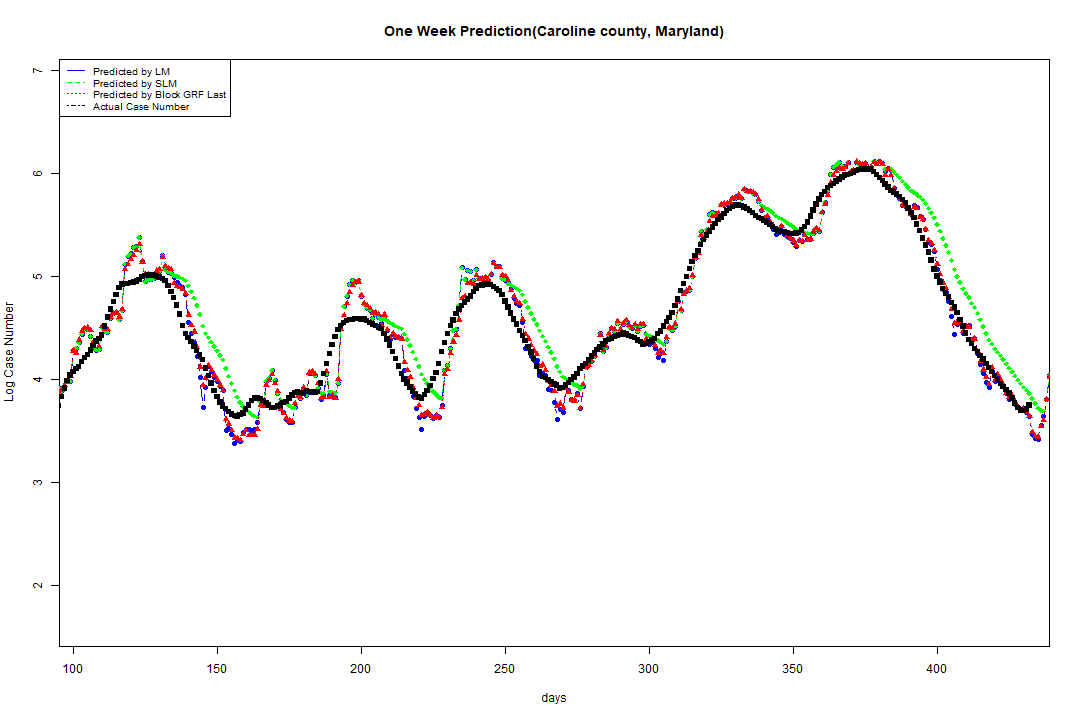 One Week Prediction(Caroline county, Maryland)
7
Predicted by LM
Predicted by SLM
Predicted by Block GRF Last
Actual Case Number
6
5
4
3
2
Log Case Number
100 150 200 250 300 350 400
days